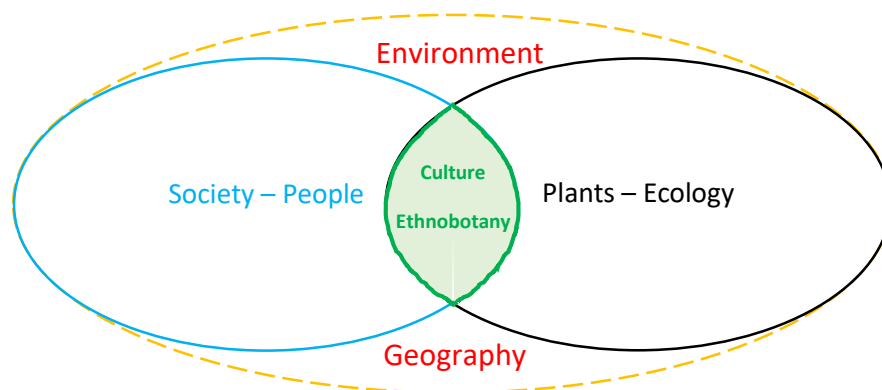 Environment
Culture
Society – People
Plants – Ecology
Ethnobotany
Geography